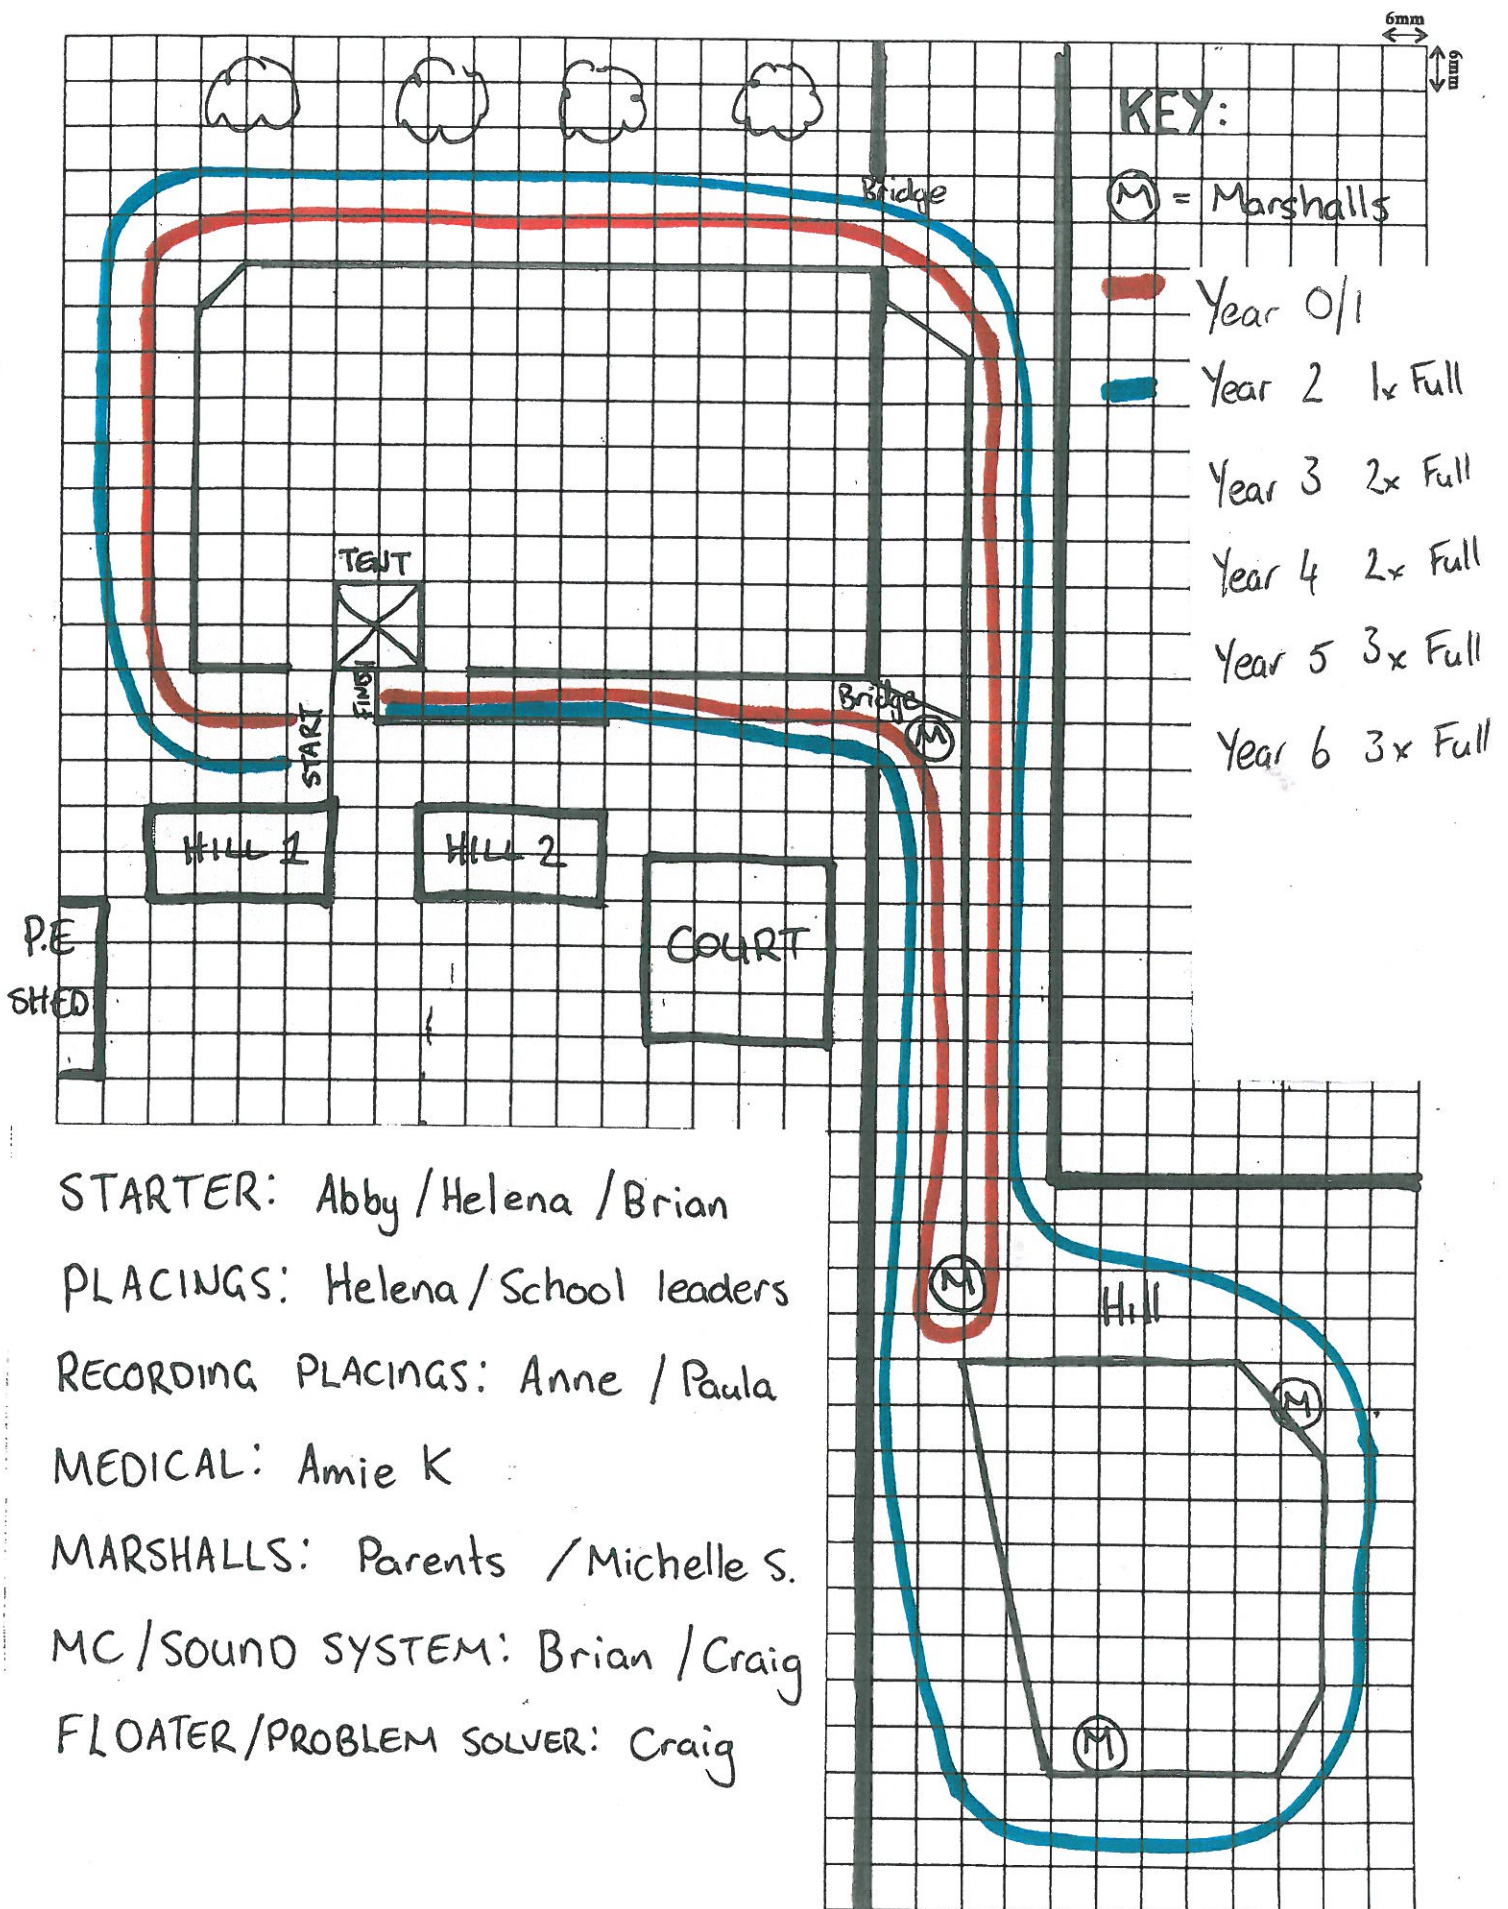 6mm
6mm
KEY:
Bridge
M = Marshalls
Year 0/1
Year 2 1x Full
Year 3 2x Full
Year 4 2x Full
Year 5 3x Full
Year 6 3x Full
TENT
FINISH
START
Bridge
M
HILL 1
HILL 2
COURT
P.E
SHED
STARTER: Abby / Helena / Brian
PLACINGS: Helena / School leaders
M
Hill
RECORDING PLACINGS: Anne / Paula
M
MEDICAL: Amie K
MARSHALLS: Parents / Michelle S.
MC/SOUND SYSTEM: Brian / Craig
FLOATER/PROBLEM SOLVER: Craig
M